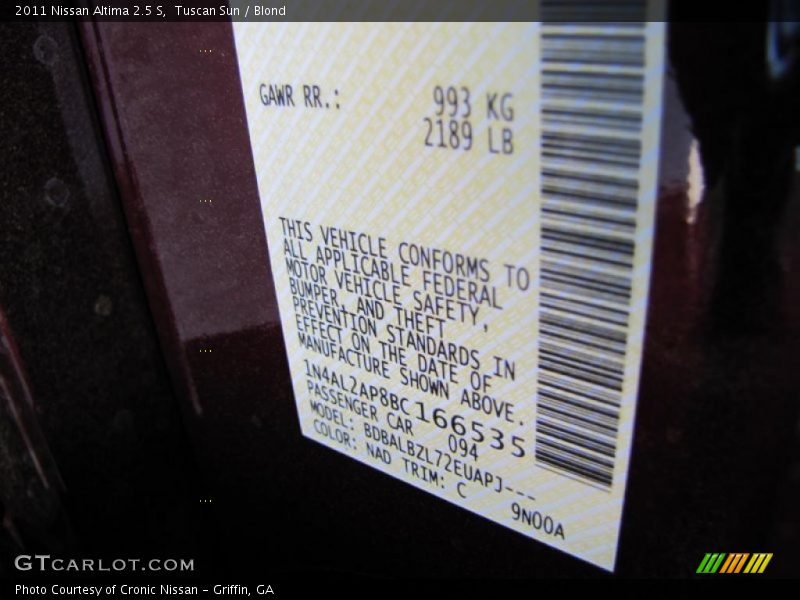 2011 Nissan Altima 2.5 S, Tuscan Sun / Blond
GAWR RR.: 993 KG
2189 LB
THIS VEHICLE CONFORMS TO
ALL APPLICABLE FEDERAL
MOTOR VEHICLE SAFETY,
BUMPER, AND THEFT
PREVENTION STANDARDS IN
EFFECT ON THE DATE OF
MANUFACTURE SHOWN ABOVE.
1N4AL2AP8BC166535
PASSENGER CAR 094
MODEL: BDBALBZL72EUAPJ---
COLOR: NAD TRIM: C 9N00A
GTCARLOT.COM
Photo Courtesy of Cronic Nissan - Griffin, GA